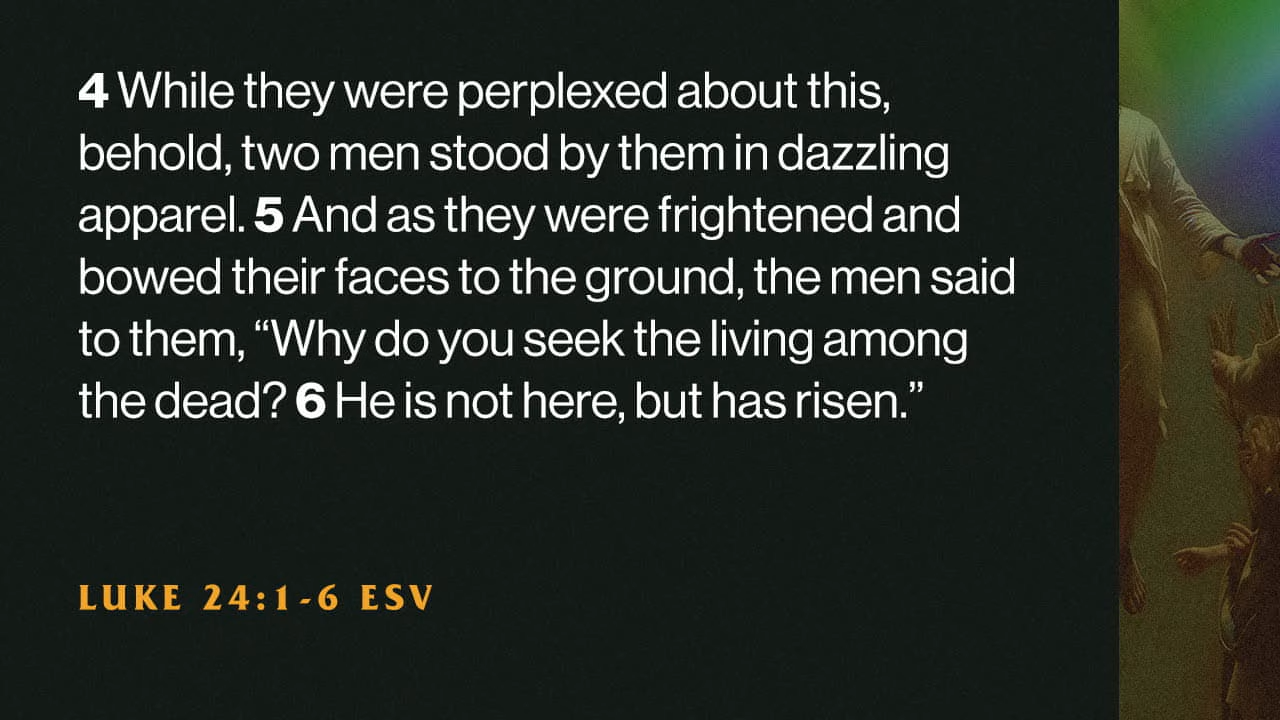 4 While they were perplexed about this,
behold, two men stood by them in dazzling
apparel. 5 And as they were frightened and
bowed their faces to the ground, the men said
to them, “Why do you seek the living among
the dead? 6 He is not here, but has risen.”
LUKE 24:1-6 ESV